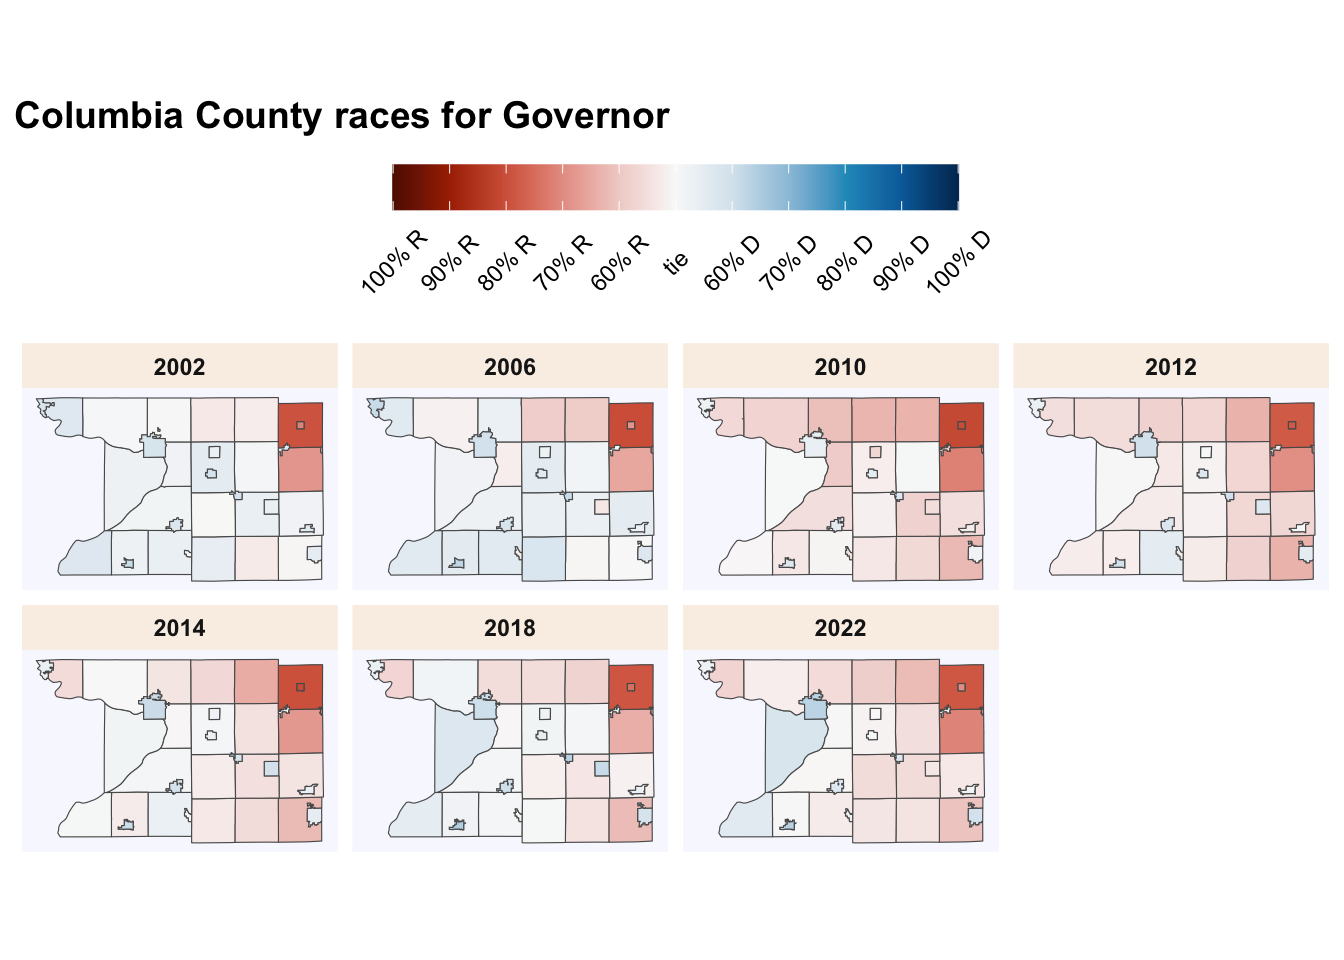 Columbia County races for Governor
100% R 90% R 80% R 70% R 60% R tie 60% D 70% D 80% D 90% D 100% D
2002 2006 2010 2012
2014 2018 2022